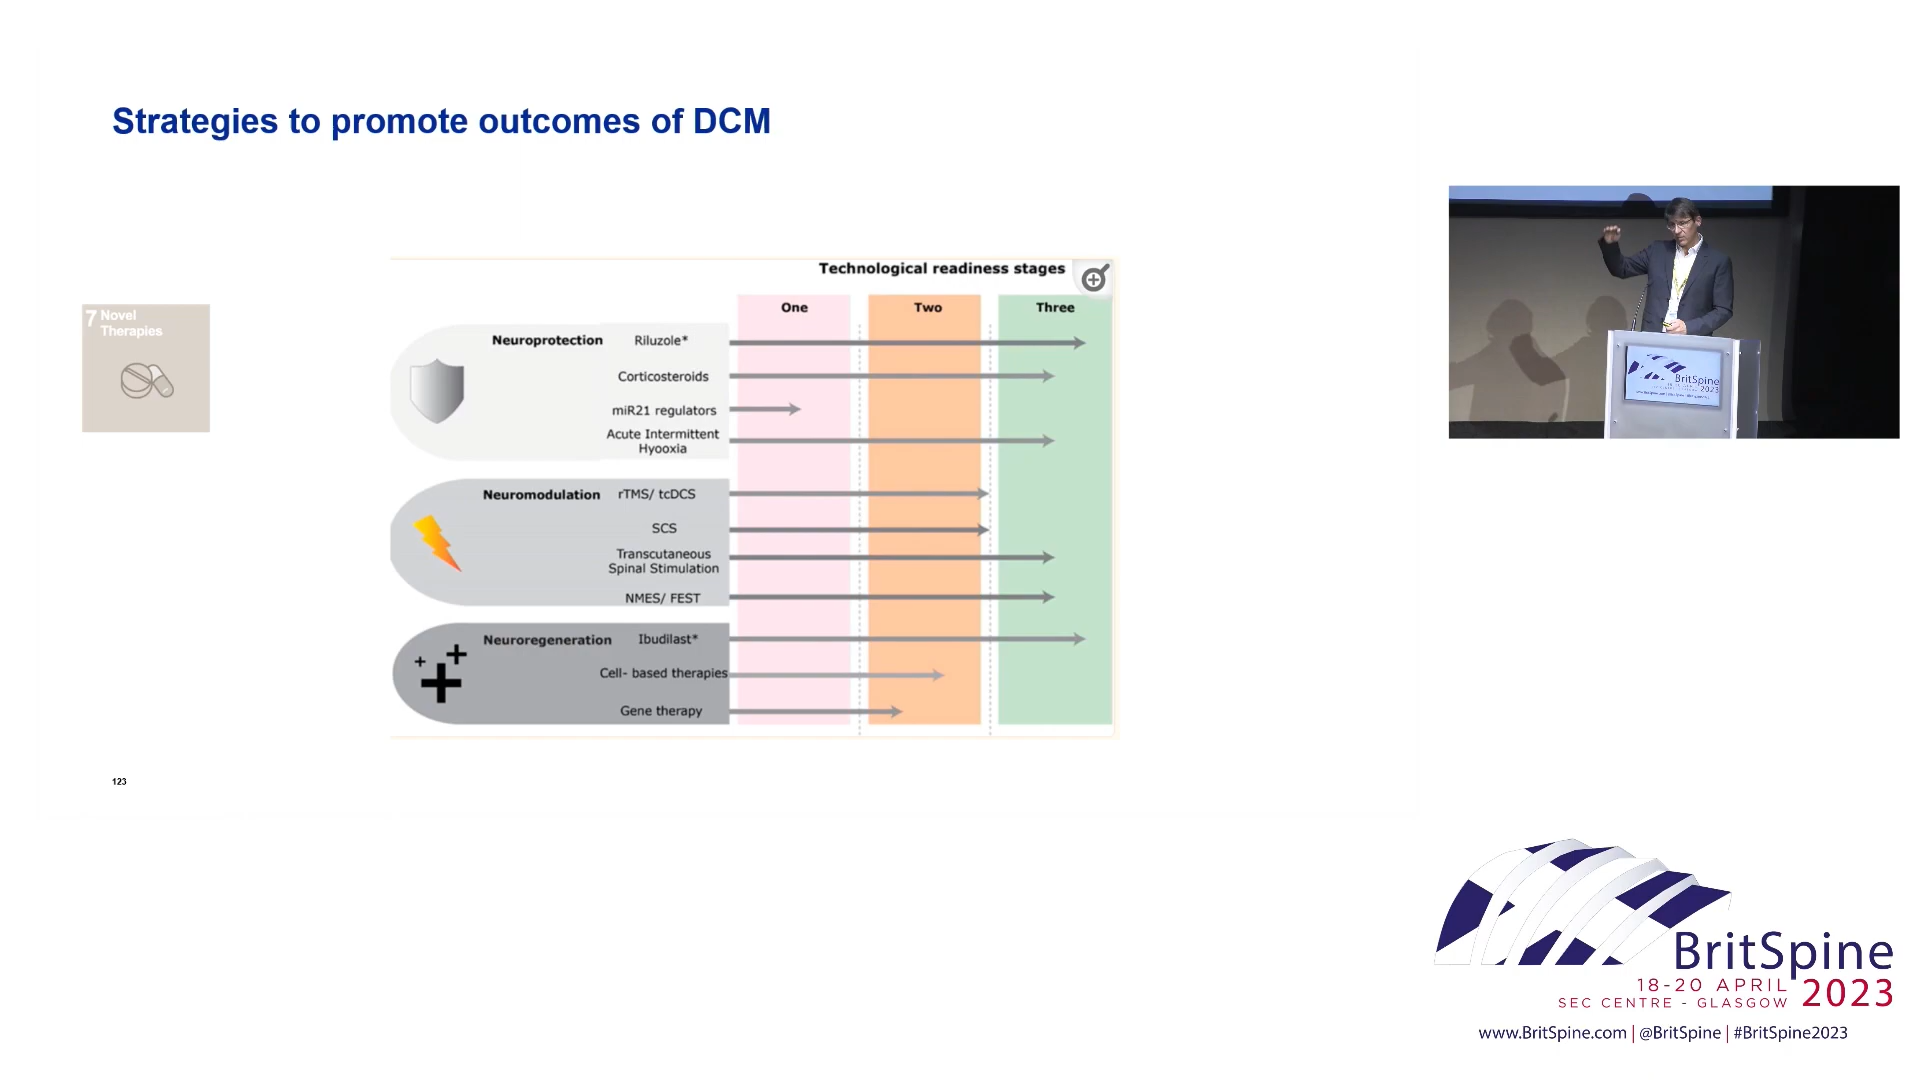 Strategies to promote outcomes of DCM
7 Novel
Therapies
Technological readiness stages
One
Two
Three
Neuroprotection
Riluzole*
Corticosteroids
miR21 regulators
Acute Intermittent
Hyooxia
Neuromodulation
rTMS/ tcDCS
SCS
Transcutaneous
Spinal Stimulation
NMES/ FEST
Neuroregeneration
Ibudilast*
Cell- based therapies
Gene therapy
123
BritSpine
2023
BritSpine
18-20 APRIL
2023
SEC CENTRE - GLASGOW
www.BritSpine.com | @BritSpine | #BritSpine2023